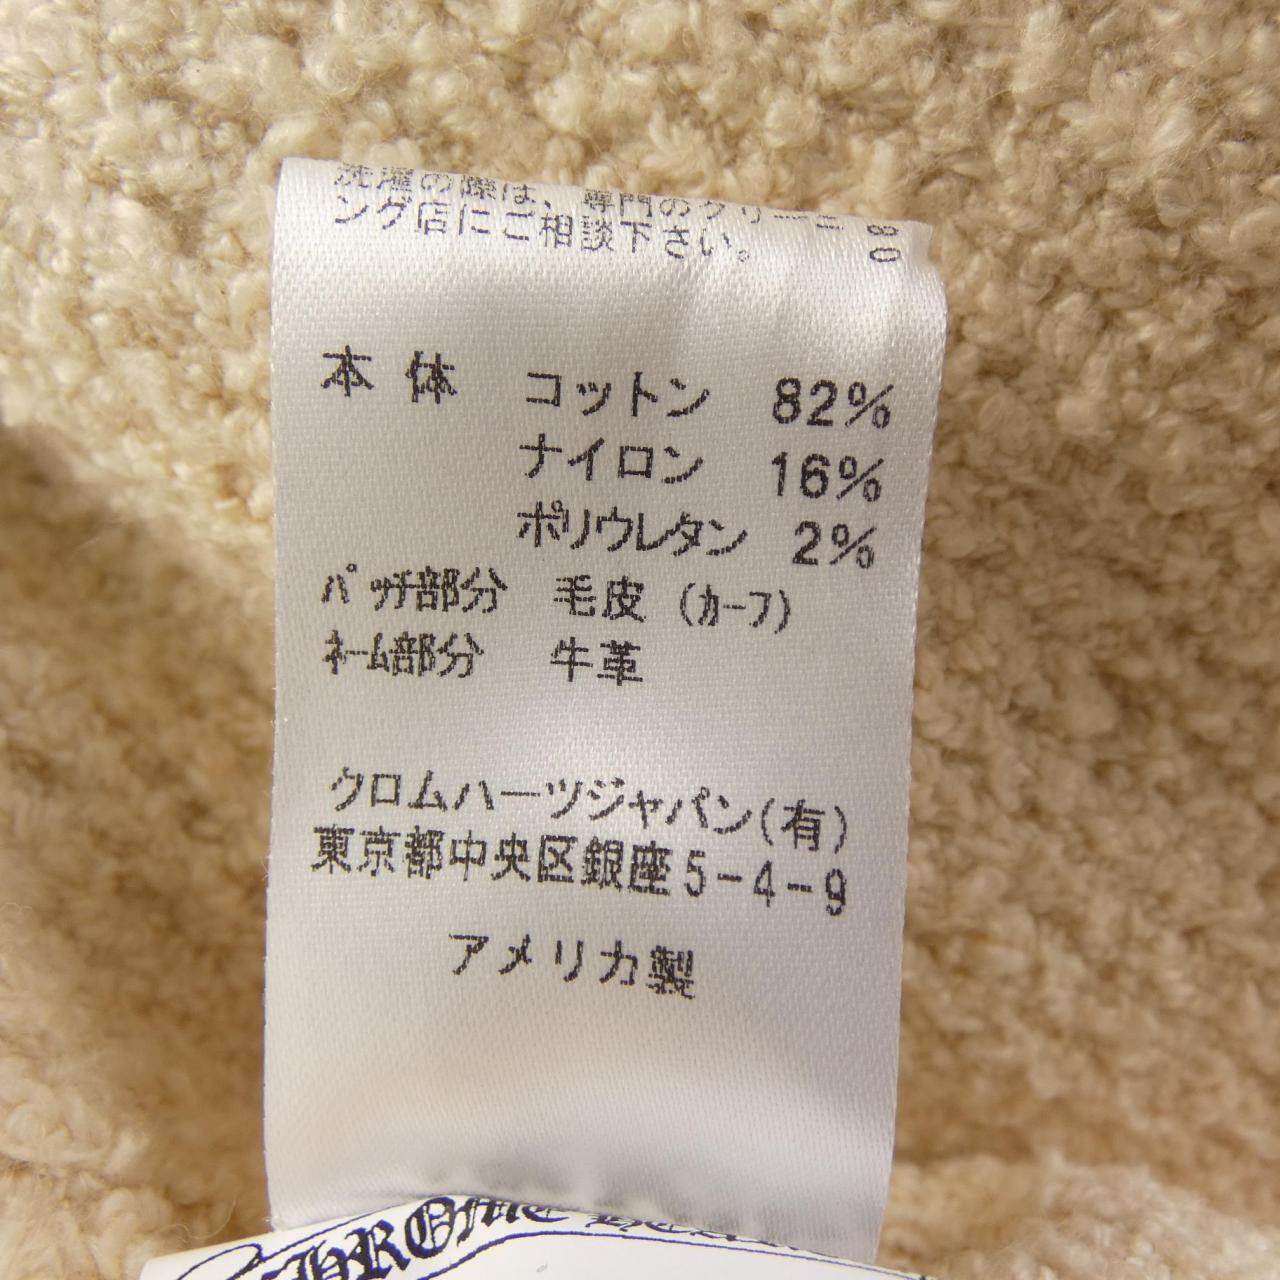 洗濯の際は、専門のクリーニ
ング店にご相談下さい。
80
本体 コットン 82%
ナイロン 16%
ポリウレタン 2%
パッチ部分 毛皮 (カーフ)
ネーム部分 牛革
クロムハーツジャパン(有)
東京都中央区銀座5-4-9
アメリカ製
CHROME